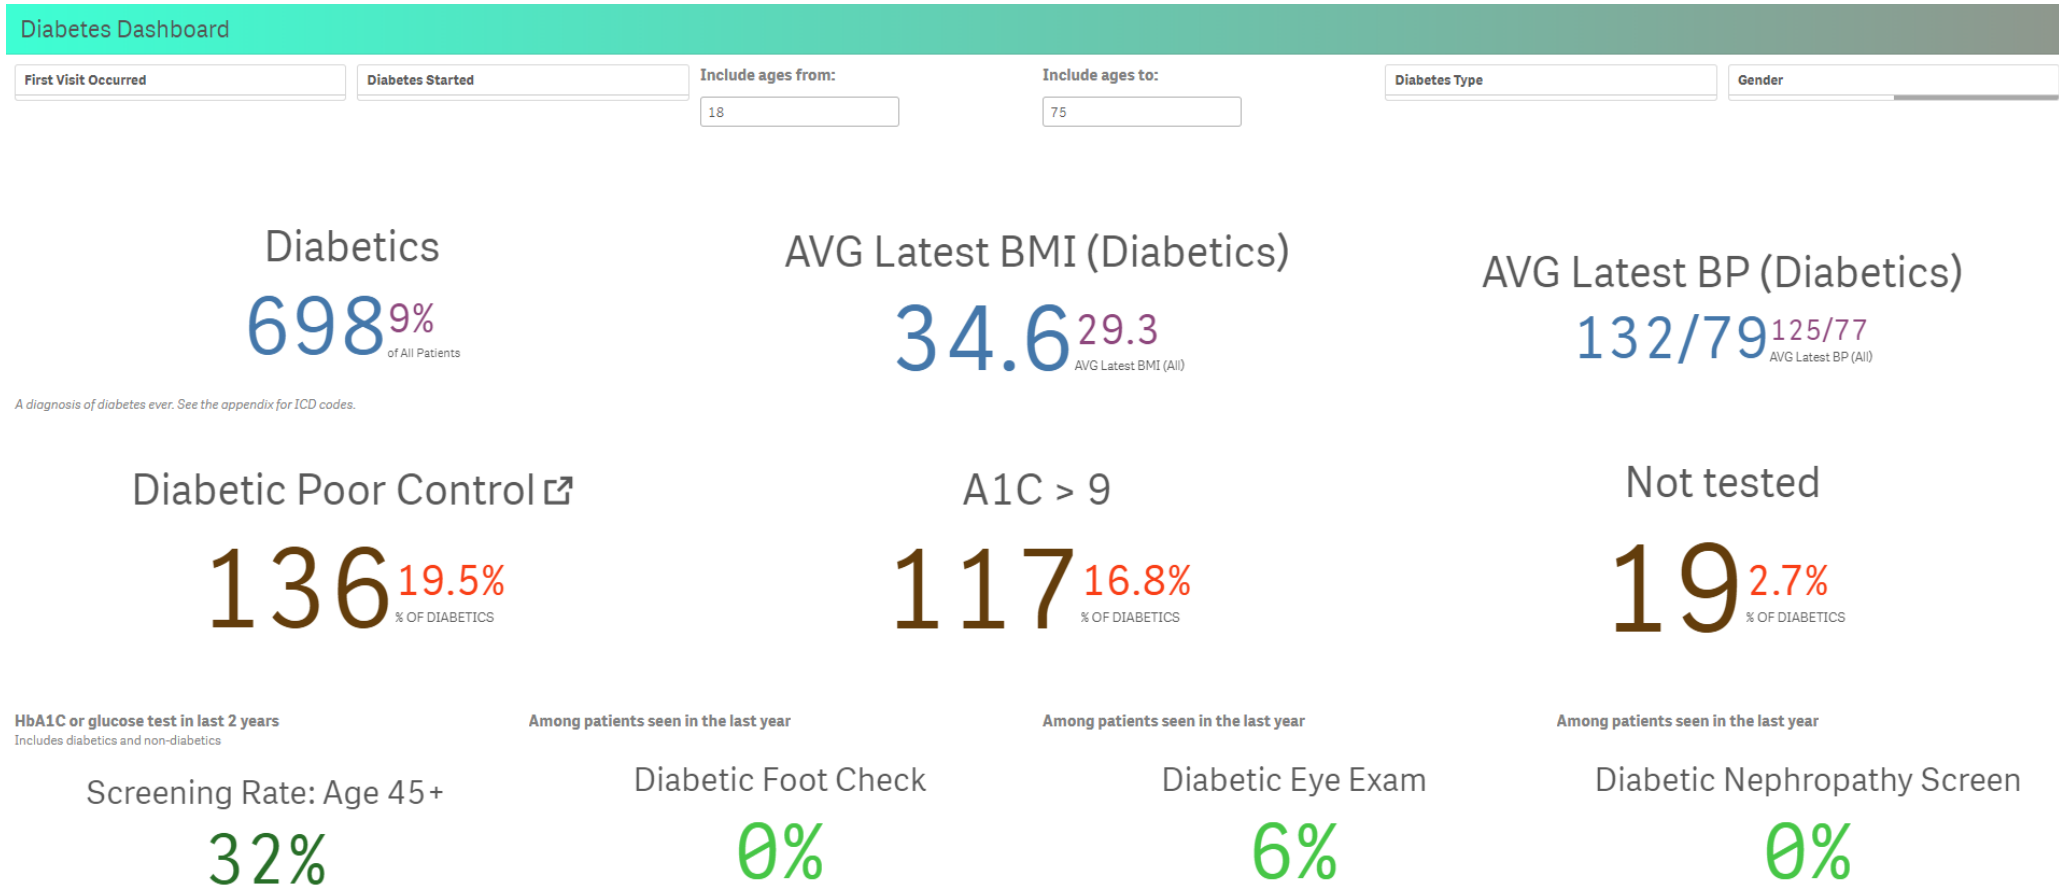 Diabetes Dashboard
First Visit Occurred
Diabetes Started
Include ages from:
18
Include ages to:
75
Diabetes Type
Gender
Diabetics
698 9%
of All Patients
AVG Latest BMI (Diabetics)
34.6 29.3
AVG Latest BMI (All)
AVG Latest BP (Diabetics)
132/79 125/77
AVG Latest BP (All)
A diagnosis of diabetes ever. See the appendix for ICD codes.
Diabetic Poor Control
136 19.5%
% OF DIABETICS
A1C > 9
117 16.8%
% OF DIABETICS
Not tested
19 2.7%
% OF DIABETICS
HbA1C or glucose test in last 2 years
Includes diabetics and non-diabetics
Screening Rate: Age 45+
32%
Among patients seen in the last year
Diabetic Foot Check
0%
Among patients seen in the last year
Diabetic Eye Exam
6%
Among patients seen in the last year
Diabetic Nephropathy Screen
0%